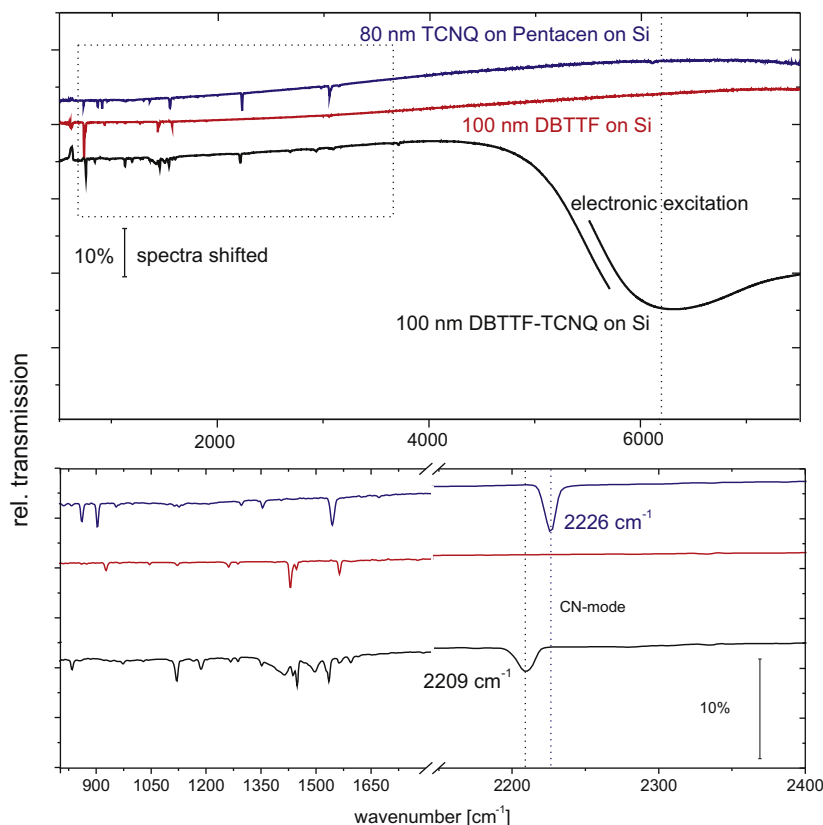 80 nm TCNQ on Pentacen on Si
100 nm DBTTF on Si
electronic excitation
10%
spectra shifted
100 nm DBTTF-TCNQ on Si
2000
4000
6000
rel. transmission
2226 cm-1
CN-mode
2209 cm-1
10%
900
1050
1200
1350
1500
1650
2200
2300
2400
wavenumber [cm-1]